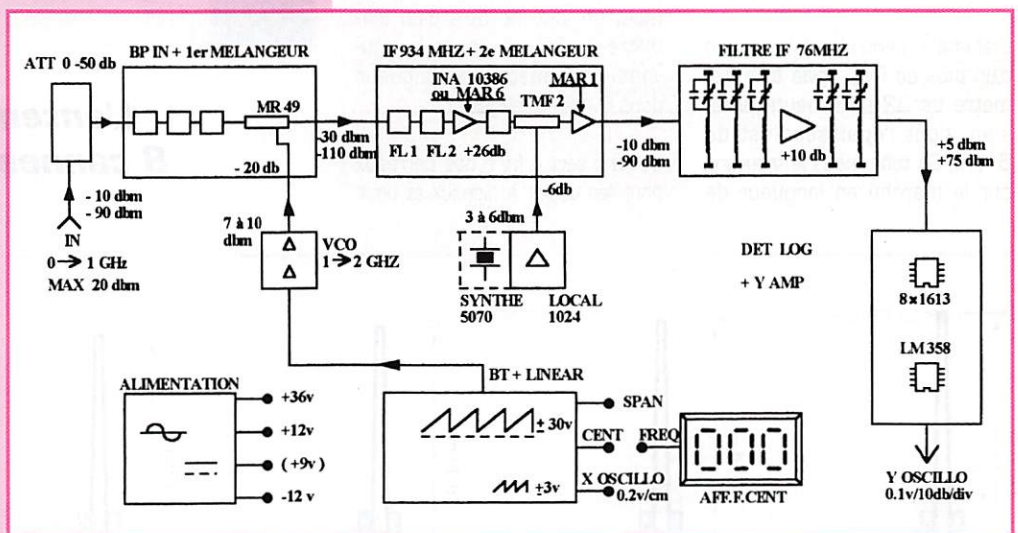 BP IN + 1er MELANGEUR
ATT 0 -50 db
MR 49
- 20 db
-30 dbm
-110 dbm
- 10 dbm
- 90 dbm
IN
0 → 1 GHz
MAX 20 dbm
7 à 10
dbm
VCO
1 → 2 GHZ
IF 934 MHZ + 2e MELANGEUR
INA 10386
ou MAR 6
MAR 1
TMF 2
FL 1 FL 2 +26db
-6db
-10 dbm
-90 dbm
3 à 6dbm
SYNTHE
5070
LOCAL
1024
FILTRE IF 76MHZ
+10 db
+5 dbm
+75 dbm
DET LOG
+ Y AMP
8x1613
LM 358
Y OSCILLO
0.1v/10db/div
ALIMENTATION
+36v
+12v
( +9v )
-12 v
BT + LINEAR
± 30v
±3v
SPAN
CENT FREQ
X OSCILLO
0.2v/cm
000
AFF.F.CENT